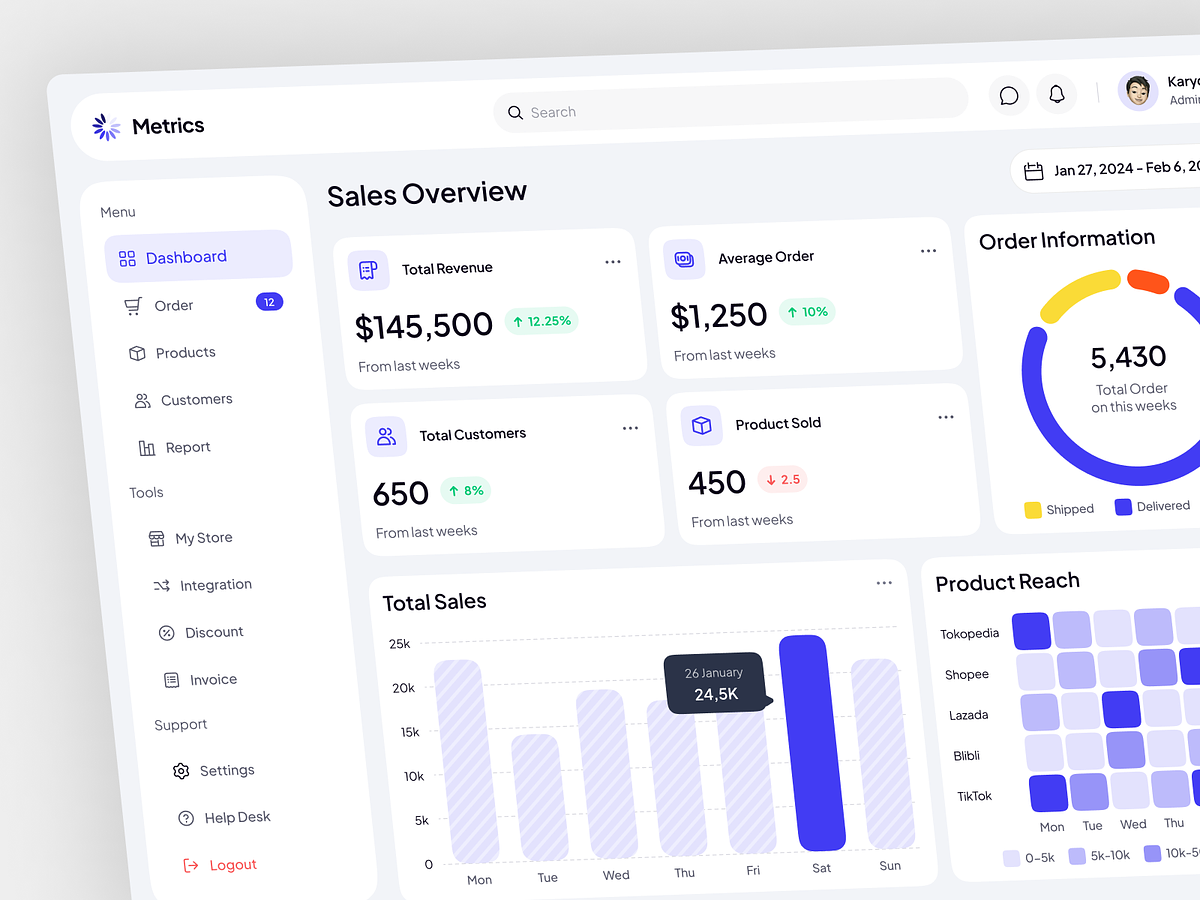 Metrics
Search
Admin
Jan 27, 2024 - Feb 6, 20
Menu
Dashboard
Order
12
Products
Customers
Report
Tools
My Store
Integration
Discount
Invoice
Support
Settings
Help Desk
Logout
Sales Overview
Total Revenue
$145,500
12.25%
From last weeks
Average Order
$1,250
10%
From last weeks
Total Customers
650
8%
From last weeks
Product Sold
450
2.5
From last weeks
Order Information
5,430
Total Order
on this weeks
Shipped
Delivered
Total Sales
25k
20k
15k
10k
5k
0
26 January
24,5K
Mon Tue Wed Thu Fri Sat Sun
Product Reach
Tokopedia
Shopee
Lazada
Blibli
TikTok
Mon Tue Wed Thu
0-5k 5k-10k